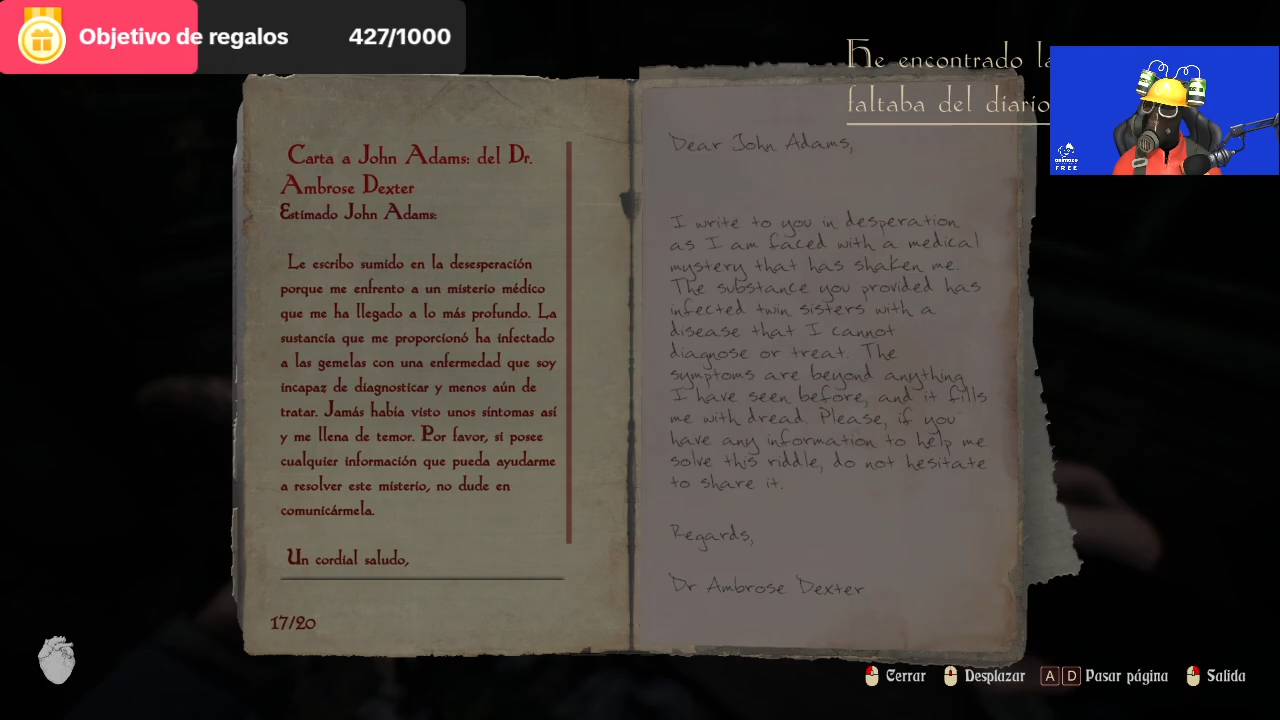 Objetivo de regalos 427/1000
He encontrado la
faltaba del diario
animaze
FREE
Carta a John Adams: del Dr.
Ambrose Dexter
Estimado John Adams:
Le escribo sumido en la desesperación
porque me enfrento a un misterio médico
que me ha llegado a lo más profundo. La
sustancia que me proporcionó ha infectado
a las gemelas con una enfermedad que soy
incapaz de diagnosticar y menos aún de
tratar. Jamás había visto unos síntomas así
y me llena de temor. Por favor, si posee
cualquier información que pueda ayudarme
a resolver este misterio, no dude en
comunicármela.
Un cordial saludo,
17/20
Dear John Adams,
I write to you in desperation
as I am faced with a medical
mystery that has shaken me.
The substance you provided has
infected twin sisters with a
disease that I cannot
diagnose or treat. The
symptoms are beyond anything
I have seen before, and it fills
me with dread. Please, if you
have any information to help me
solve this riddle, do not hesitate
to share it.
Regards,
Dr Ambrose Dexter
Cerrar Desplazar A D Pasar página Salida